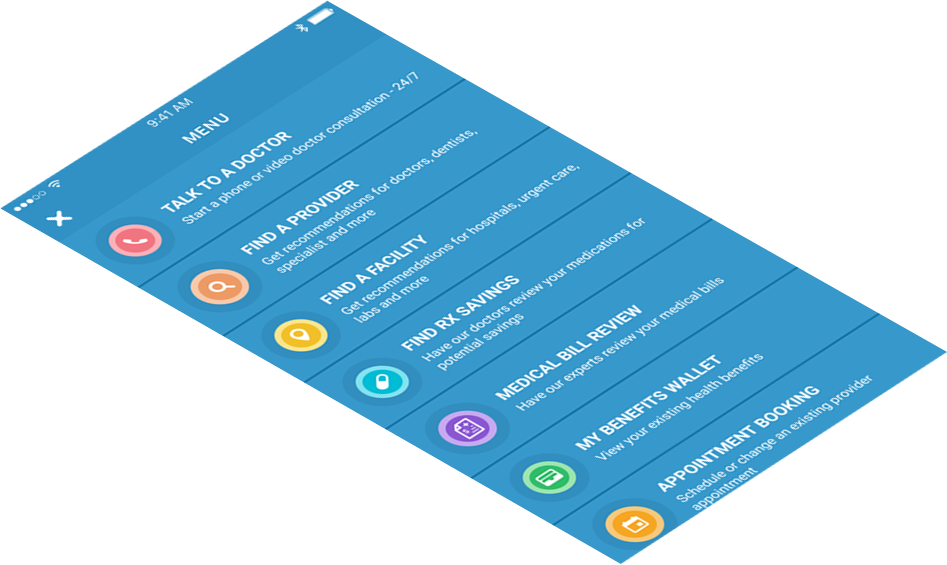 9:41 AM
MENU
TALK TO A DOCTOR
Start a phone or video doctor consultation - 24/7
FIND A PROVIDER
Get recommendations for doctors, dentists,
specialist and more
FIND A FACILITY
Get recommendations for hospitals, urgent care,
labs and more
FIND RX SAVINGS
Have our doctors review your medications for
potential savings
MEDICAL BILL REVIEW
Have our experts review your medical bills
MY BENEFITS WALLET
View your existing health benefits
APPOINTMENT BOOKING
Schedule or change an existing provider
appointment